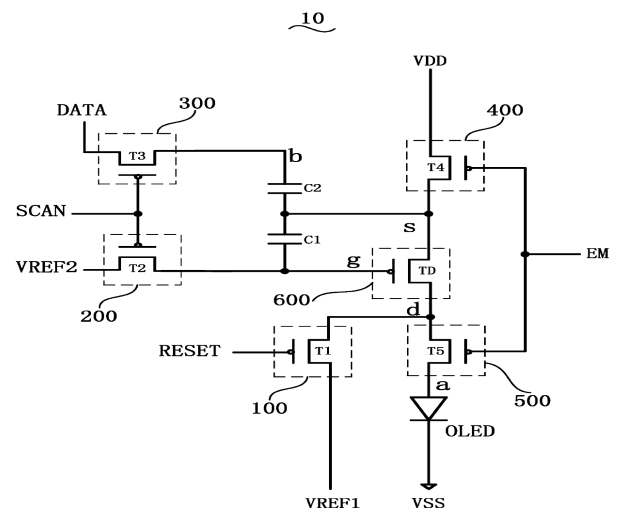 10
VDD
DATA
300
400
T3
b
T4
C2
SCAN
s
C1
EM
VREF2
T2
g
TD
200
600
d
RESET
T1
T5
100
a
500
OLED
VREF1
VSS